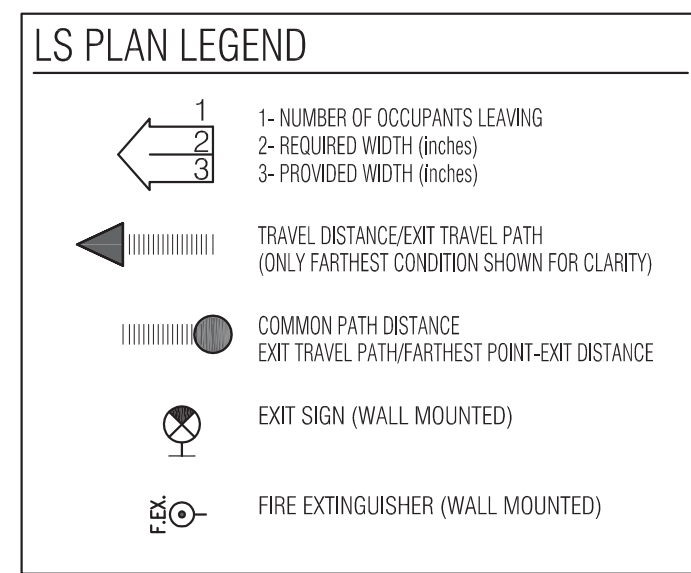 LS PLAN LEGEND
1
2
3
1- NUMBER OF OCCUPANTS LEAVING
2- REQUIRED WIDTH (inches)
3- PROVIDED WIDTH (inches)
TRAVEL DISTANCE/EXIT TRAVEL PATH
(ONLY FARTHEST CONDITION SHOWN FOR CLARITY)
COMMON PATH DISTANCE
EXIT TRAVEL PATH/FARTHEST POINT-EXIT DISTANCE
EXIT SIGN (WALL MOUNTED)
F.EX.
FIRE EXTINGUISHER (WALL MOUNTED)